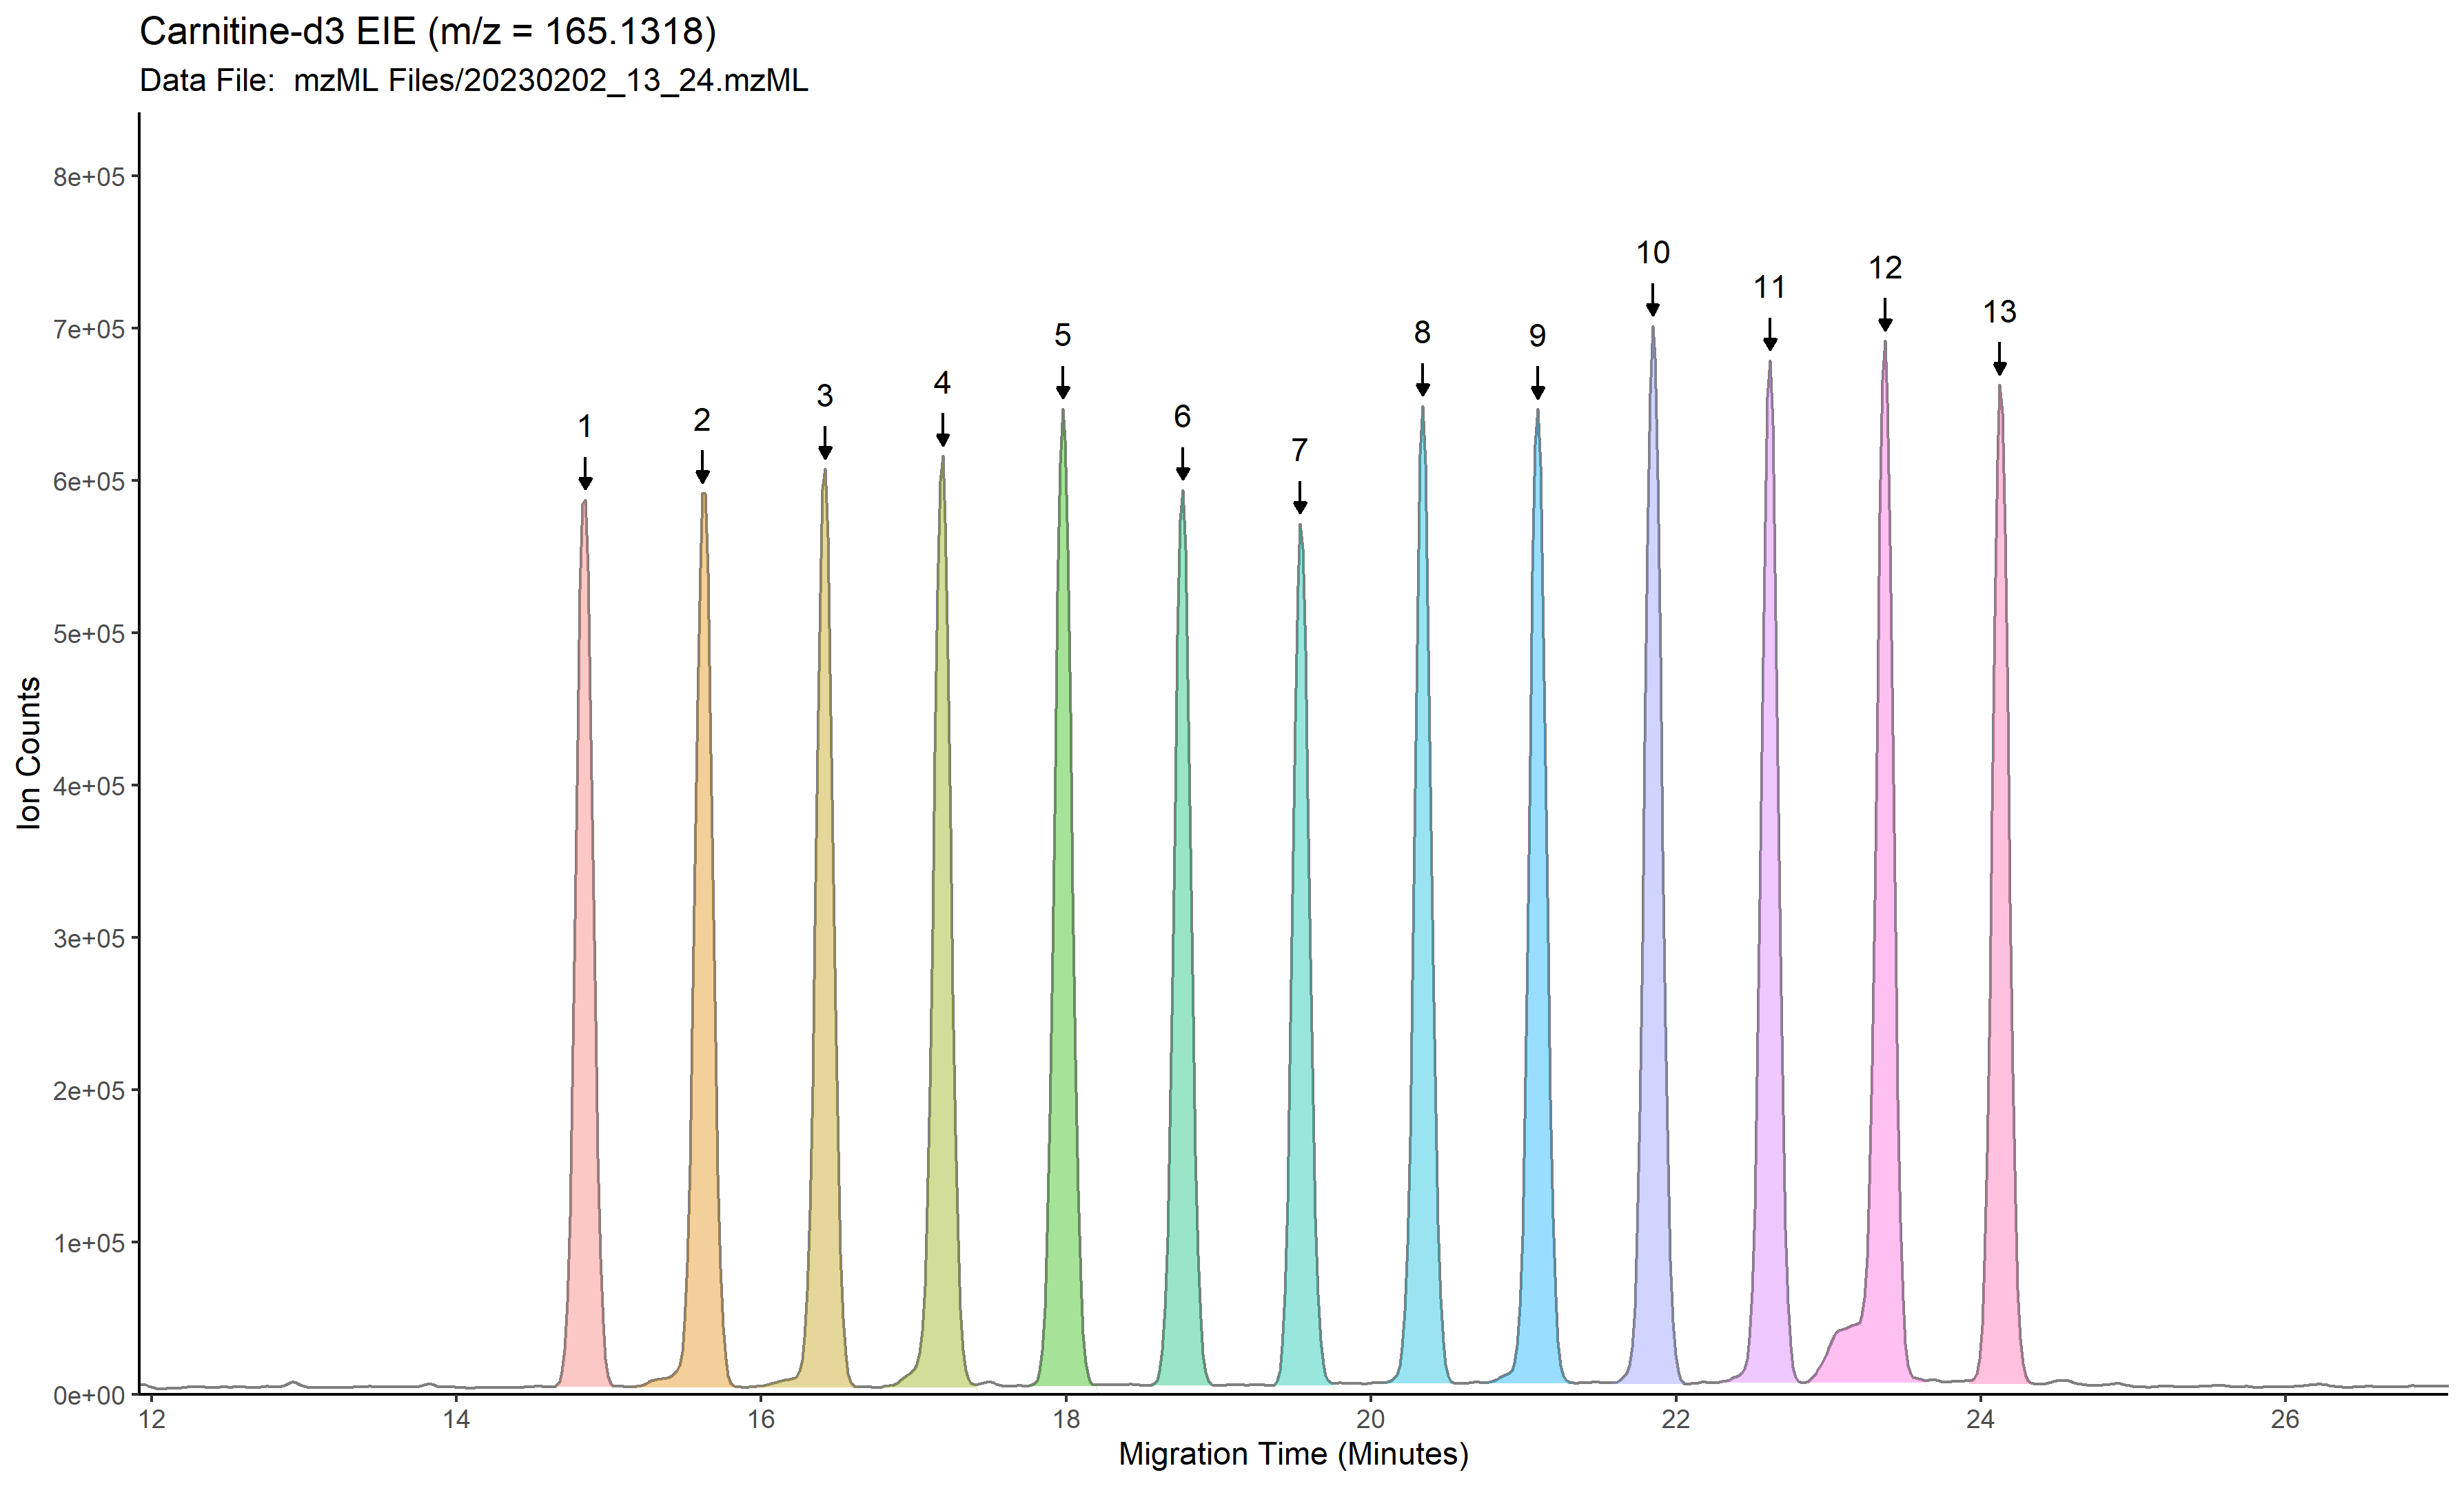 Carnitine-d3 EIE (m/z = 165.1318)
Data File:  mzML Files/20230202_13_24.mzML
8e+05
7e+05
6e+05
5e+05
4e+05
3e+05
2e+05
1e+05
0e+00
Ion Counts
1
2
3
4
5
6
7
8
9
10
11
12
13
12 14 16 18 20 22 24 26
Migration Time (Minutes)